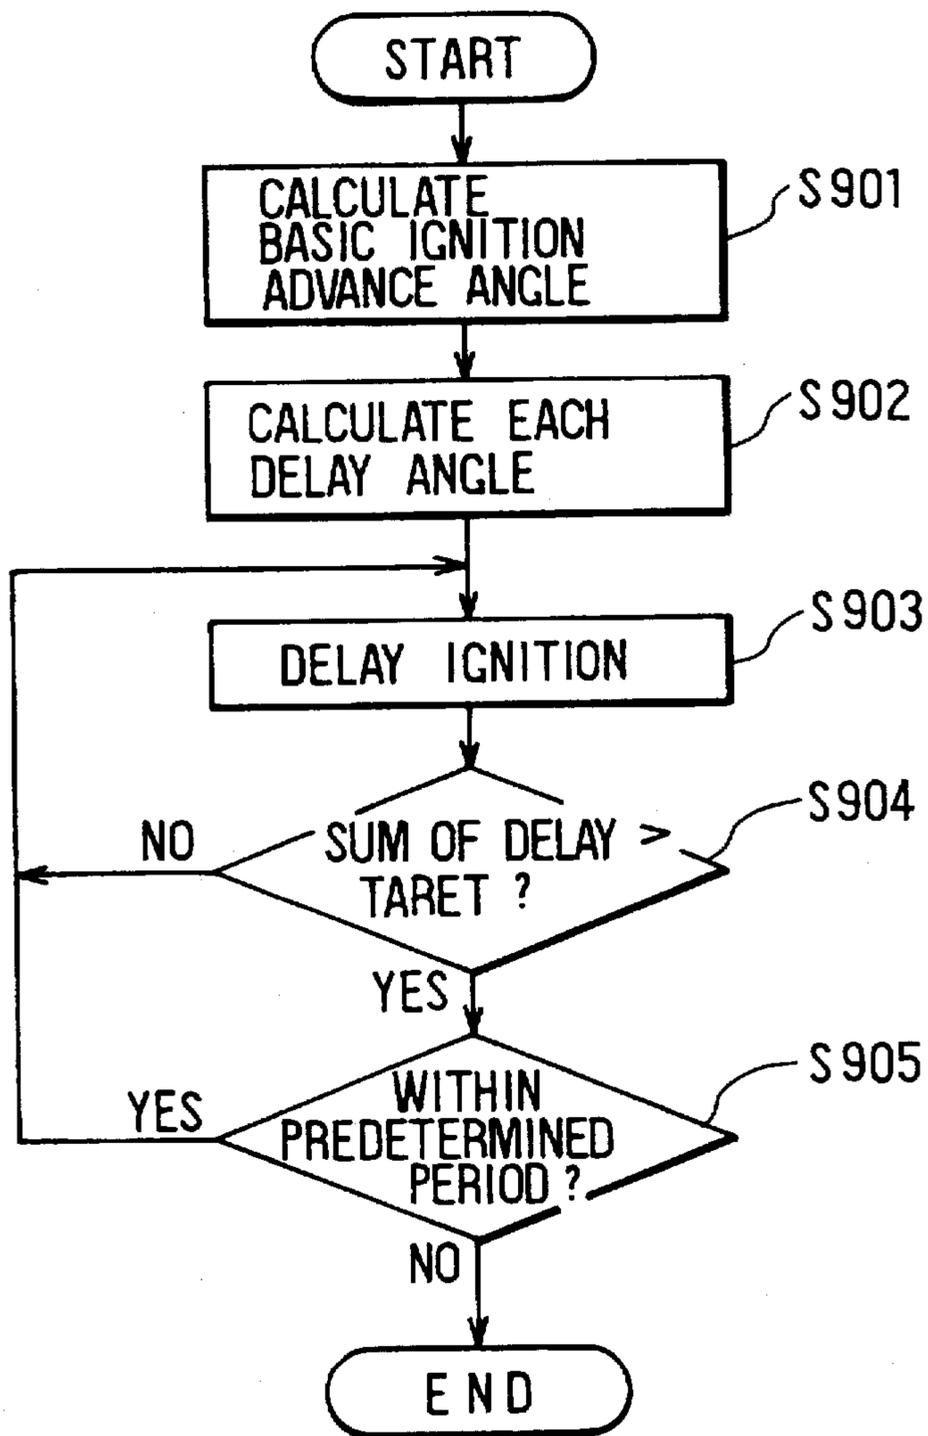 START
CALCULATE
BASIC IGNITION
ADVANCE ANGLE
S901
CALCULATE EACH
DELAY ANGLE
S902
DELAY IGNITION
S903
SUM OF DELAY >
TARET ?
S904
NO
YES
WITHIN
PREDETERMINED
PERIOD ?
S905
YES
NO
END